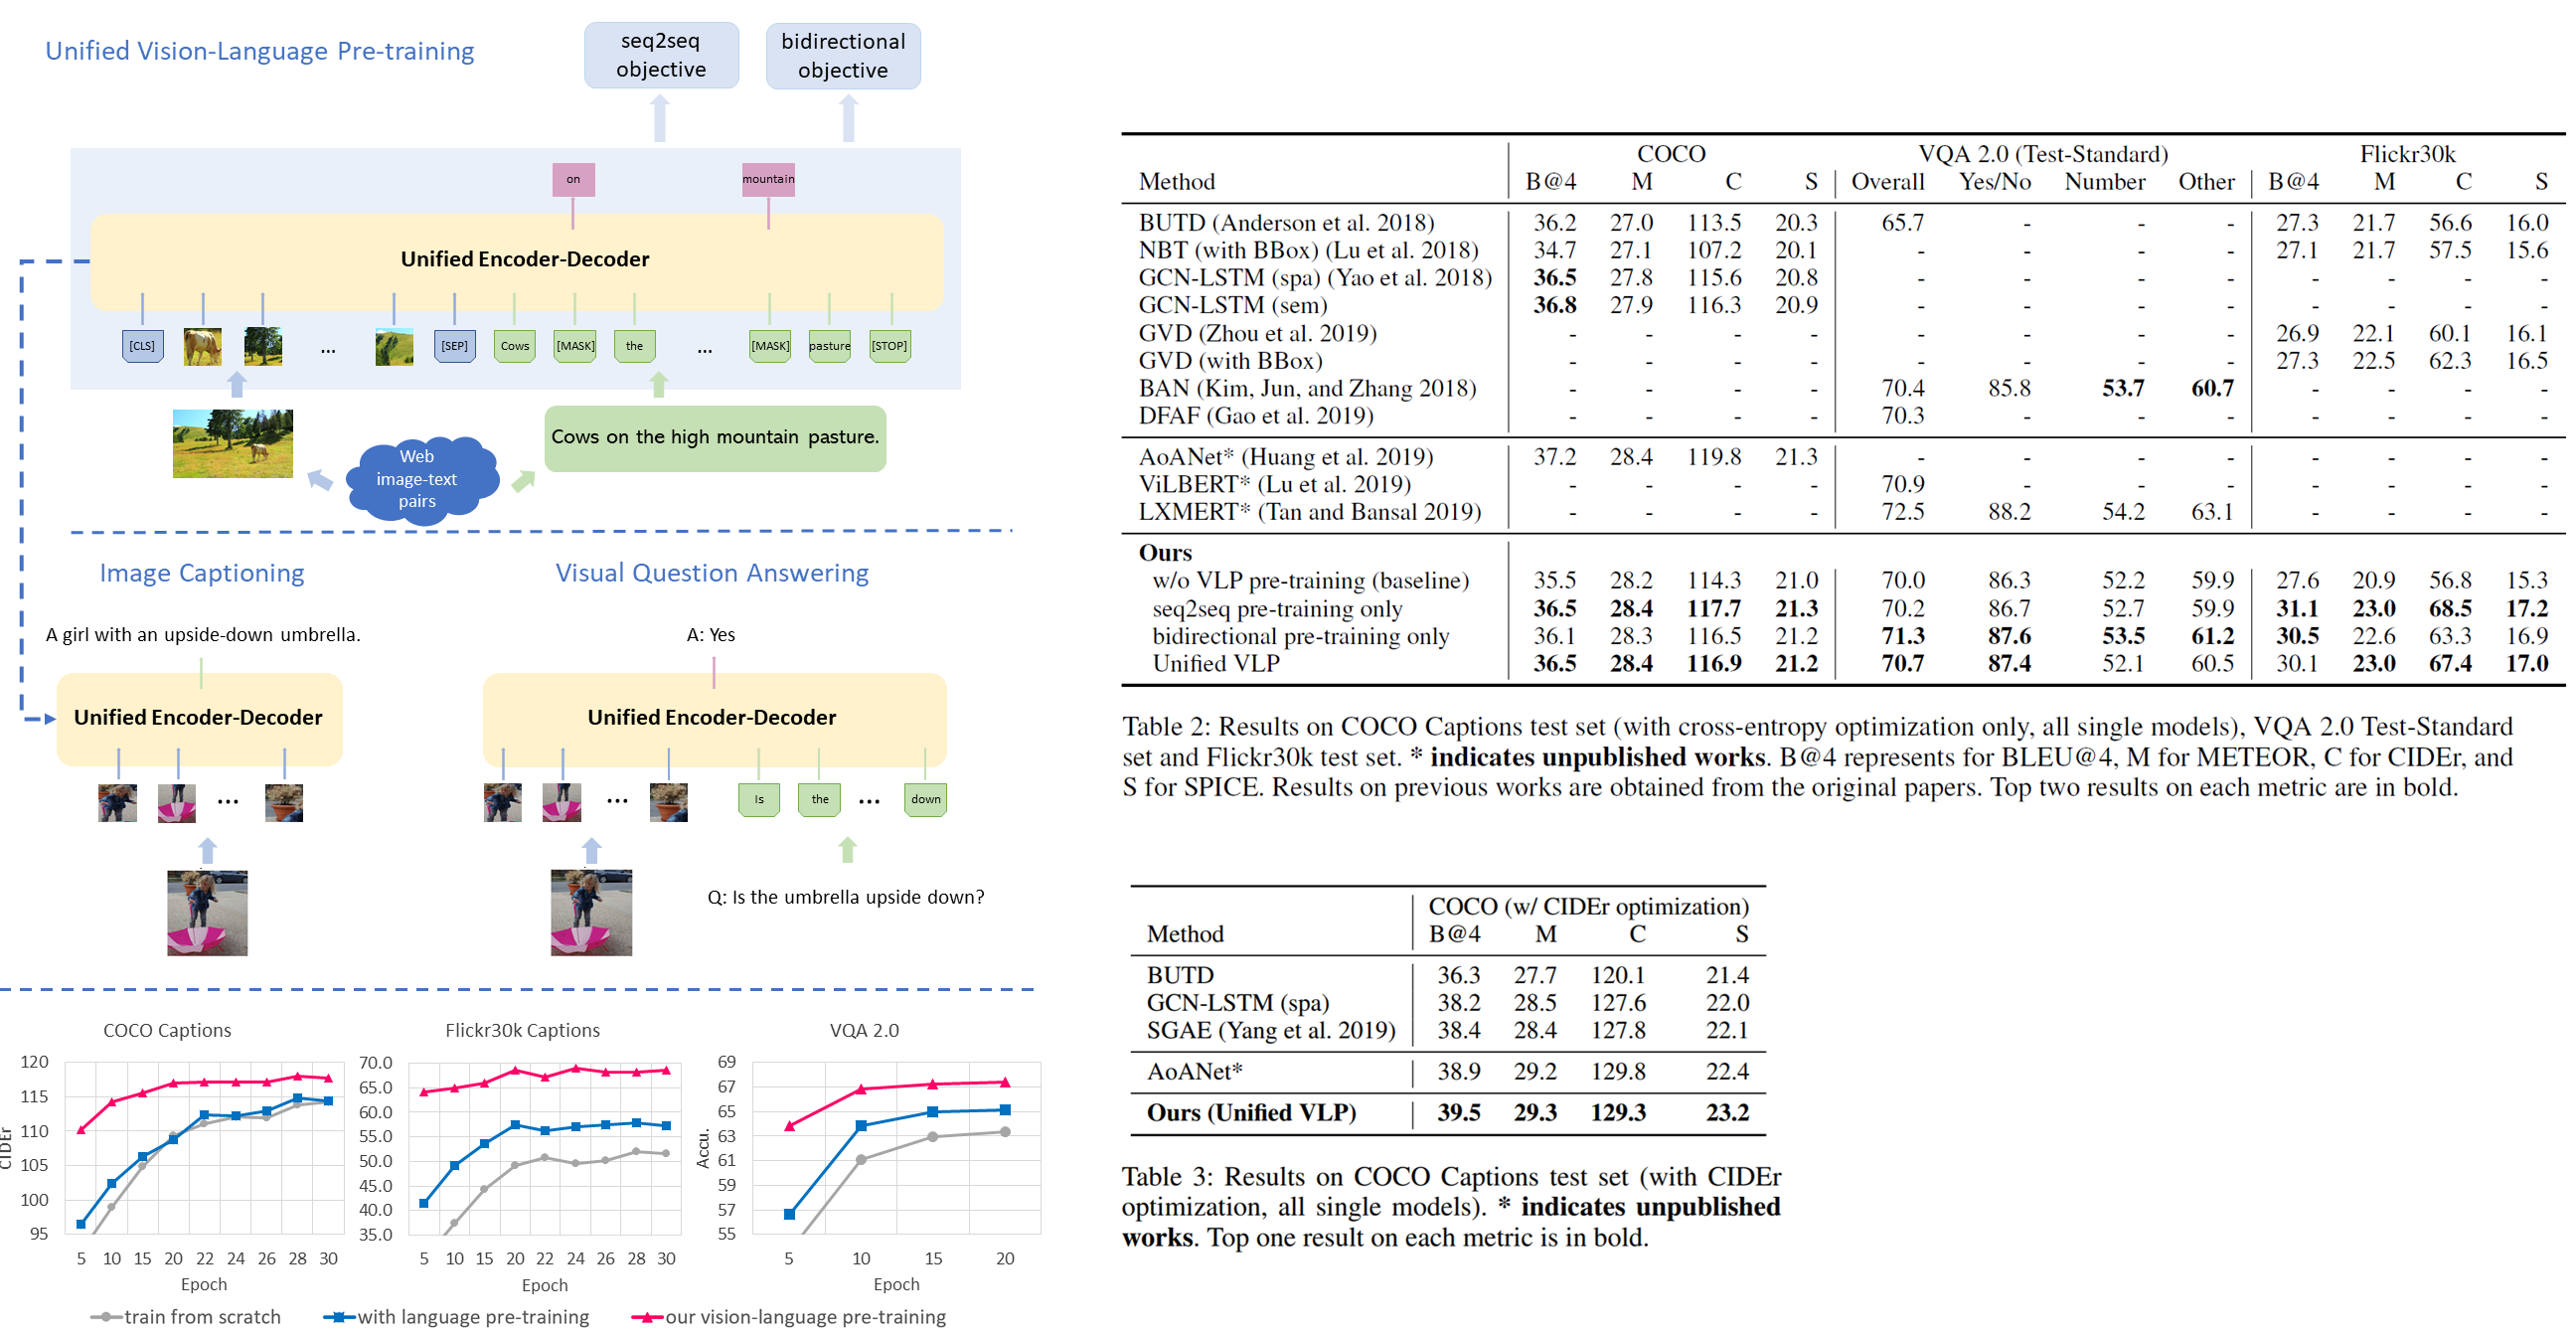 Unified Vision-Language Pre-training
seq2seq objective
bidirectional objective
on
mountain
Unified Encoder-Decoder
[CLS] ... [SEP] Cows [MASK] the ... [MASK] pasture [STOP]
Web image-text pairs
Cows on the high mountain pasture.
Image Captioning
Visual Question Answering
A girl with an upside-down umbrella.
A: Yes
Unified Encoder-Decoder
Unified Encoder-Decoder
...
... Is the ... down
Q: Is the umbrella upside down?
COCO Captions
120
115
110
105
100
95
CIDEr
5 10 15 20 22 24 26 28 30
Epoch
Flickr30k Captions
70.0
65.0
60.0
55.0
50.0
45.0
40.0
35.0
5 10 15 20 22 24 26 28 30
Epoch
VQA 2.0
69
67
65
63
61
59
57
55
Accu.
5 10 15 20
Epoch
train from scratch with language pre-training our vision-language pre-training
COCO VQA 2.0 (Test-Standard) Flickr30k
Method B@4 M C S Overall Yes/No Number Other B@4 M C S
BUTD (Anderson et al. 2018) 36.2 27.0 113.5 20.3 65.7 - - - 27.3 21.7 56.6 16.0
NBT (with BBox) (Lu et al. 2018) 34.7 27.1 107.2 20.1 - - - - 27.1 21.7 57.5 15.6
GCN-LSTM (spa) (Yao et al. 2018) 36.5 27.8 115.6 20.8 - - - - - - - -
GCN-LSTM (sem) 36.8 27.9 116.3 20.9 - - - - - - - -
GVD (Zhou et al. 2019) - - - - - - - - 26.9 22.1 60.1 16.1
GVD (with BBox) - - - - - - - - 27.3 22.5 62.3 16.5
BAN (Kim, Jun, and Zhang 2018) - - - - 70.4 85.8 53.7 60.7 - - - -
DFAF (Gao et al. 2019) - - - - 70.3 - - - - - - -
AoANet* (Huang et al. 2019) 37.2 28.4 119.8 21.3 - - - - - - - -
ViLBERT* (Lu et al. 2019) - - - - 70.9 - - - - - - -
LXMERT* (Tan and Bansal 2019) - - - - 72.5 88.2 54.2 63.1 - - - -
Ours
w/o VLP pre-training (baseline) 35.5 28.2 114.3 21.0 70.0 86.3 52.2 59.9 27.6 20.9 56.8 15.3
seq2seq pre-training only 36.5 28.4 117.7 21.3 70.2 86.7 52.7 59.9 31.1 23.0 68.5 17.2
bidirectional pre-training only 36.1 28.3 116.5 21.2 71.3 87.6 53.5 61.2 30.5 22.6 63.3 16.9
Unified VLP 36.5 28.4 116.9 21.2 70.7 87.4 52.1 60.5 30.1 23.0 67.4 17.0
Table 2: Results on COCO Captions test set (with cross-entropy optimization only, all single models), VQA 2.0 Test-Standard
set and Flickr30k test set. * indicates unpublished works. B@4 represents for BLEU@4, M for METEOR, C for CIDEr, and
S for SPICE. Results on previous works are obtained from the original papers. Top two results on each metric are in bold.
COCO (w/ CIDEr optimization)
Method B@4 M C S
BUTD 36.3 27.7 120.1 21.4
GCN-LSTM (spa) 38.2 28.5 127.6 22.0
SGAE (Yang et al. 2019) 38.4 28.4 127.8 22.1
AoANet* 38.9 29.2 129.8 22.4
Ours (Unified VLP) 39.5 29.3 129.3 23.2
Table 3: Results on COCO Captions test set (with CIDEr
optimization, all single models). * indicates unpublished
works. Top one result on each metric is in bold.